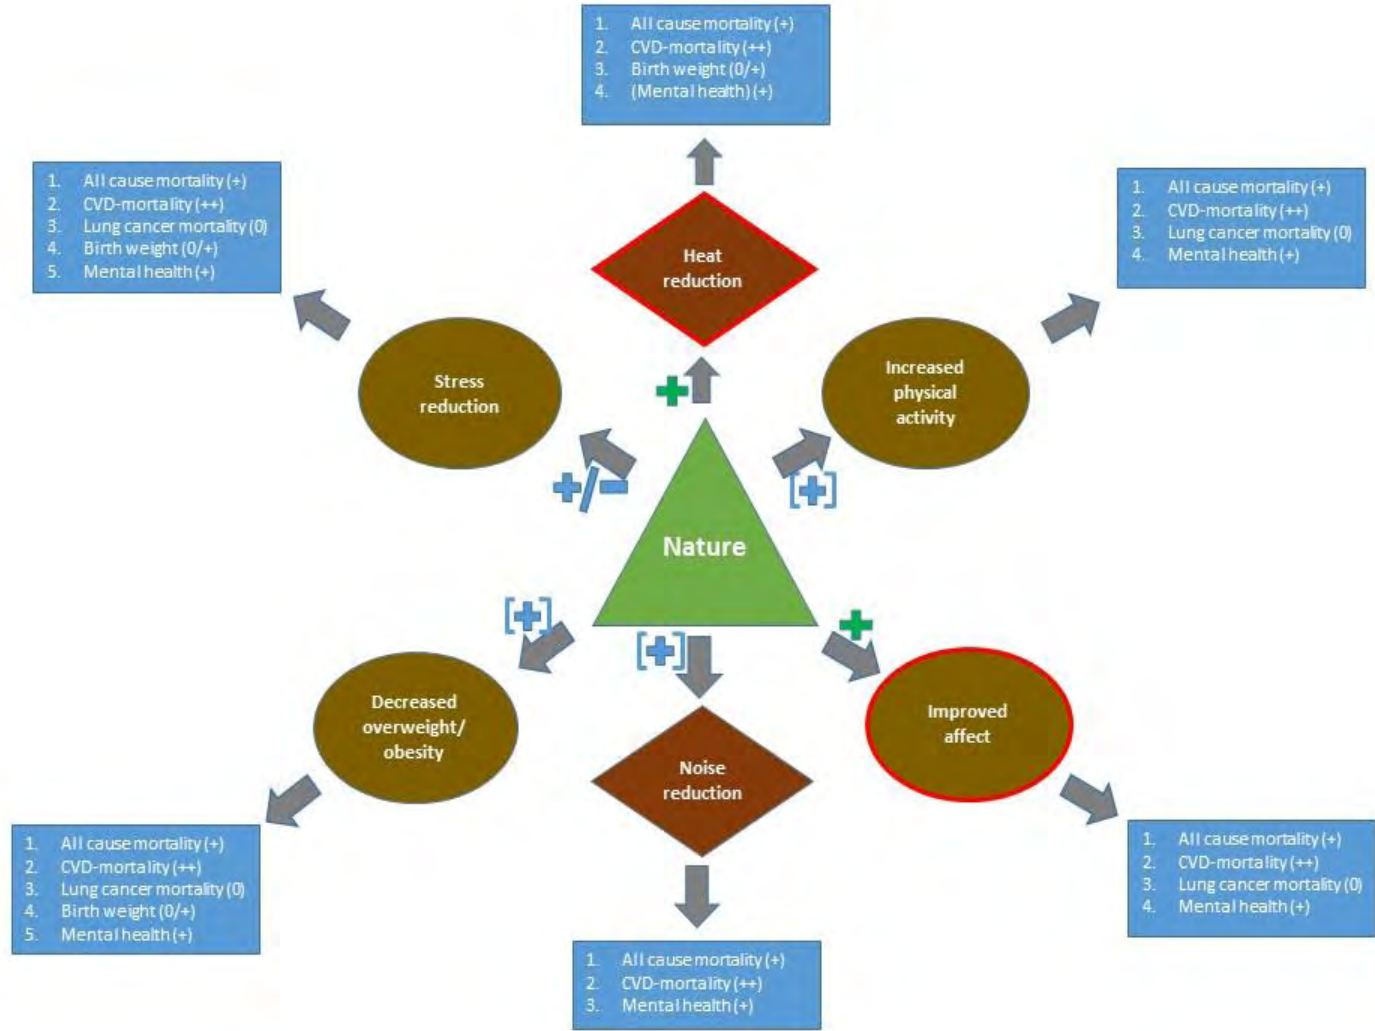 1. All cause mortality (+)
2. CVD-mortality (++)
3. Birth weight (0/+)
4. (Mental health) (+)
1. All cause mortality (+)
2. CVD-mortality (++)
3. Lung cancer mortality (0)
4. Birth weight (0/+)
5. Mental health (+)
1. All cause mortality (+)
2. CVD-mortality (++)
3. Lung cancer mortality (0)
4. Mental health (+)
Heat
reduction
Stress
reduction
Increased
physical
activity
+
+/-
[+]
Nature
[+]
[+]
+
Decreased
overweight/
obesity
Noise
reduction
Improved
affect
1. All cause mortality (+)
2. CVD-mortality (++)
3. Lung cancer mortality (0)
4. Birth weight (0/+)
5. Mental health (+)
1. All cause mortality (+)
2. CVD-mortality (++)
3. Mental health (+)
1. All cause mortality (+)
2. CVD-mortality (++)
3. Lung cancer mortality (0)
4. Mental health (+)